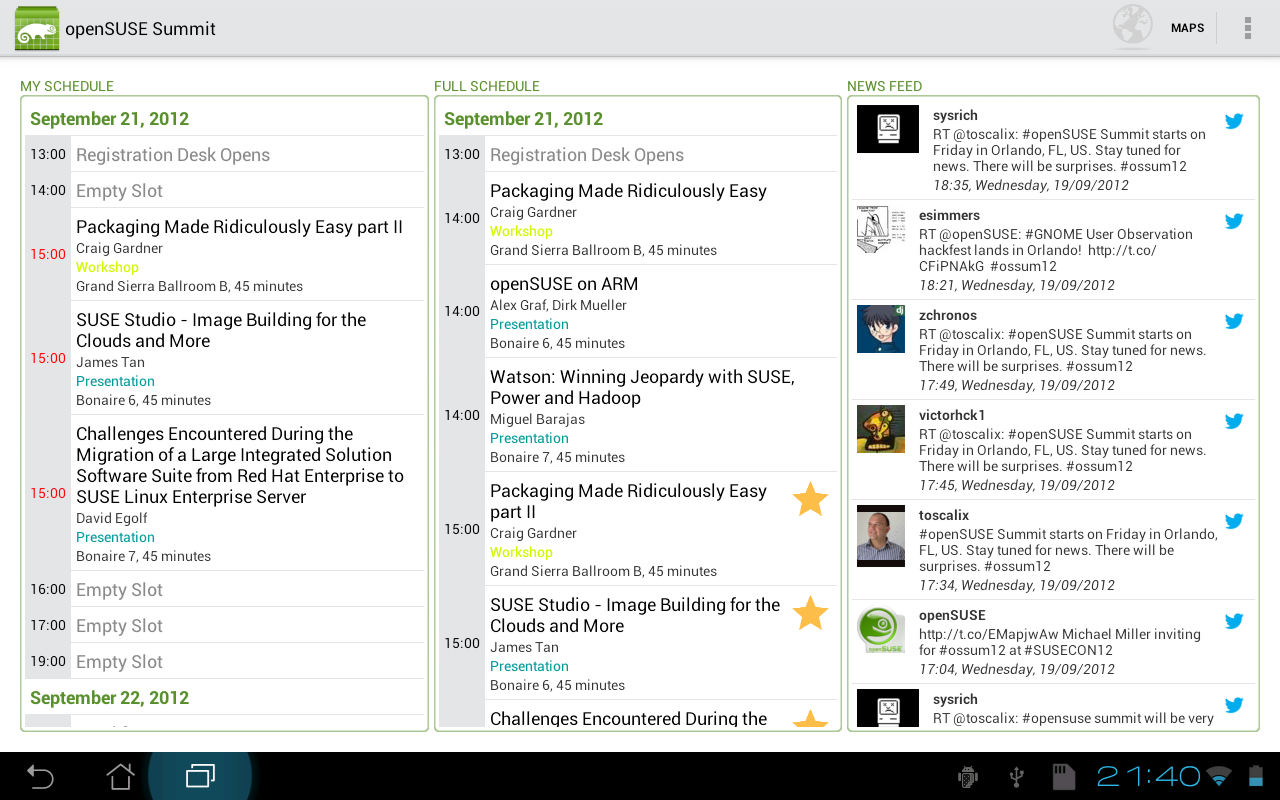 openSUSE Summit
MAPS
MY SCHEDULE
September 21, 2012
13:00 Registration Desk Opens
14:00 Empty Slot
Packaging Made Ridiculously Easy part II
Craig Gardner
15:00
Workshop
Grand Sierra Ballroom B, 45 minutes
SUSE Studio - Image Building for the
Clouds and More
15:00
James Tan
Presentation
Bonaire 6, 45 minutes
Challenges Encountered During the
Migration of a Large Integrated Solution
Software Suite from Red Hat Enterprise to
15:00
SUSE Linux Enterprise Server
David Egolf
Presentation
Bonaire 7, 45 minutes
16:00 Empty Slot
17:00 Empty Slot
19:00 Empty Slot
September 22, 2012
FULL SCHEDULE
September 21, 2012
13:00 Registration Desk Opens
Packaging Made Ridiculously Easy
14:00
Craig Gardner
Workshop
Grand Sierra Ballroom B, 45 minutes
openSUSE on ARM
Alex Graf, Dirk Mueller
14:00
Presentation
Bonaire 6, 45 minutes
Watson: Winning Jeopardy with SUSE,
Power and Hadoop
14:00
Miguel Barajas
Presentation
Bonaire 7, 45 minutes
Packaging Made Ridiculously Easy
part II
15:00
Craig Gardner
Workshop
Grand Sierra Ballroom B, 45 minutes
SUSE Studio - Image Building for the
Clouds and More
15:00
James Tan
Presentation
Bonaire 6, 45 minutes
Challenges Encountered During the
NEWS FEED
sysrich
RT @toscalix: #openSUSE Summit starts on
Friday in Orlando, FL, US. Stay tuned for
news. There will be surprises. #ossum12
18:35, Wednesday, 19/09/2012
esimmers
RT @openSUSE: #GNOME User Observation
hackfest lands in Orlando! http://t.co/
CFiPNAkG #ossum12
18:21, Wednesday, 19/09/2012
dj
zchronos
RT @toscalix: #openSUSE Summit starts on
Friday in Orlando, FL, US. Stay tuned for news.
There will be surprises. #ossum12
17:49, Wednesday, 19/09/2012
victorhck1
RT @toscalix: #openSUSE Summit starts on
Friday in Orlando, FL, US. Stay tuned for news.
There will be surprises. #ossum12
17:45, Wednesday, 19/09/2012
toscalix
#openSUSE Summit starts on Friday in Orlando,
FL, US. Stay tuned for news. There will be
surprises. #ossum12
17:34, Wednesday, 19/09/2012
openSUSE
openSUSE
http://t.co/EMapjwAw Michael Miller inviting
for #ossum12 at #SUSECON12
17:04, Wednesday, 19/09/2012
sysrich
RT @toscalix: #opensuse summit will be very
21:40